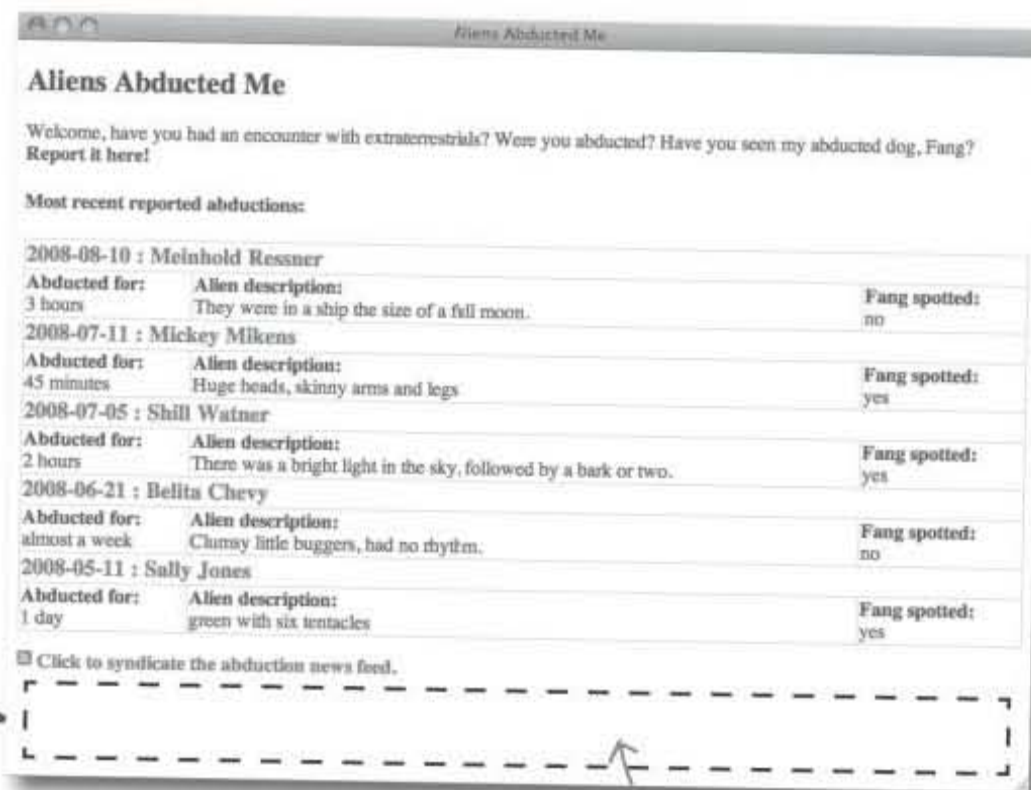 Aliens Abducted Me
Aliens Abducted Me
Welcome, have you had an encounter with extraterrestrials? Were you abducted? Have you seen my abducted dog, Fang?
Report it here!
Most recent reported abductions:
2008-08-10 : Meinhold Ressner
Abducted for: Alien description: Fang spotted:
3 hours They were in a ship the size of a full moon. no
2008-07-11 : Mickey Mikens
Abducted for: Alien description: Fang spotted:
45 minutes Huge heads, skinny arms and legs yes
2008-07-05 : Shill Watner
Abducted for: Alien description: Fang spotted:
2 hours There was a bright light in the sky, followed by a bark or two. yes
2008-06-21 : Belita Chevy
Abducted for: Alien description: Fang spotted:
almost a week Clumsy little buggers, had no rhythm. no
2008-05-11 : Sally Jones
Abducted for: Alien description: Fang spotted:
1 day green with six tentacles yes
Click to syndicate the abduction news feed.